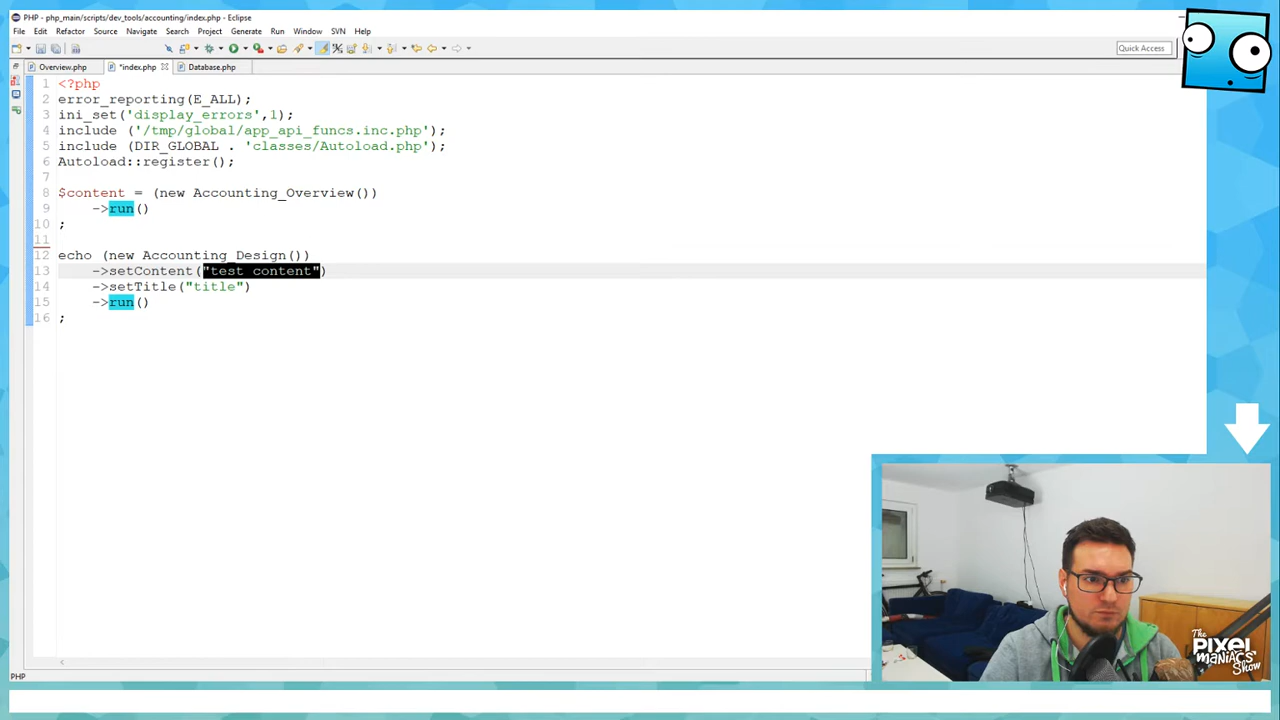 PHP - php_main/scripts/dev_tools/accounting/index.php - Eclipse
File Edit Refactor Source Navigate Search Project Generate Run Window SVN Help
Quick Access
Overview.php *index.php Database.php
1 <?php
2 error_reporting(E_ALL);
3 ini_set('display_errors',1);
4 include ('/tmp/global/app_api_funcs.inc.php');
5 include (DIR_GLOBAL . 'classes/Autoload.php');
6 Autoload::register();
7
8 $content = (new Accounting_Overview())
9 ->run()
10 ;
11
12 echo (new Accounting_Design())
13 ->setContent("test content")
14 ->setTitle("title")
15 ->run()
16 ;
The
PIXEL
MANIACS
Show
PHP